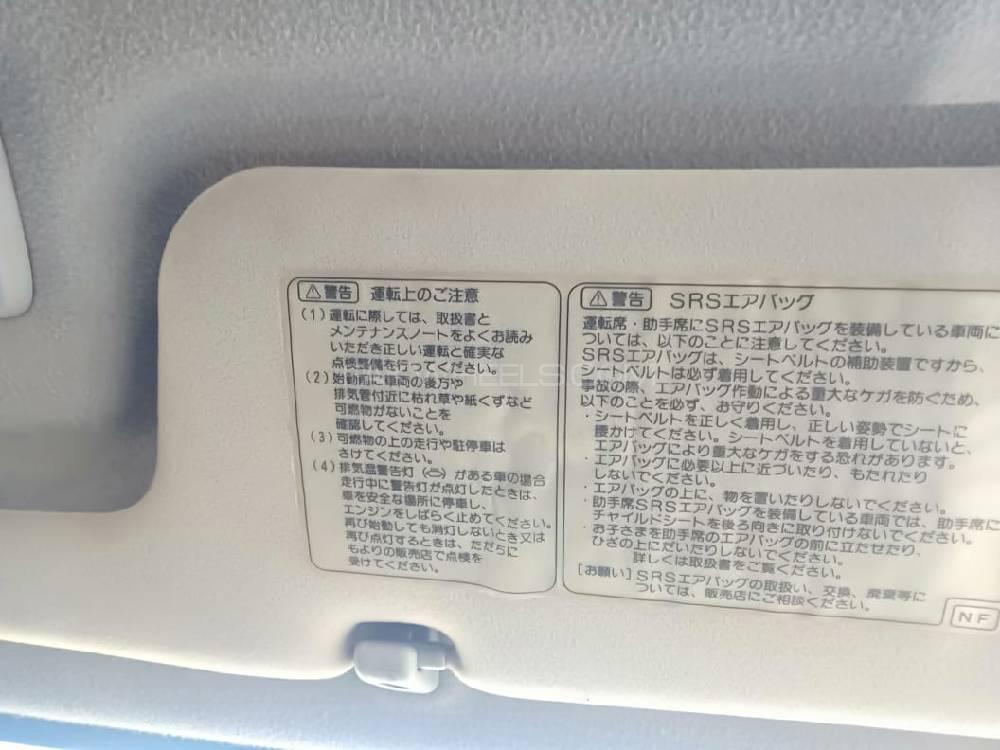 ⚠警告 運転上のご注意
(1) 運転に際しては、取扱書と
メンテナンスノートをよくお読み
いただき正しい運転と確実な
点検整備を行ってください。
(2) 始動前に車両の後方や
排気管付近に枯れ草や紙くずなど
可燃物がないことを
確認してください。
(3) 可燃物の上の走行や駐停車は
さけてください。
(4) 排気温警告灯( )がある車の場合
走行中に警告灯が点灯したときは、
車を安全な場所に停車し、
エンジンをしばらく止めてください。
再び始動しても消灯しないとき又は
再び点灯するときは、ただちに
もよりの販売店で点検を
受けてください。
⚠警告 SRSエアバッグ
運転席・助手席にSRSエアバッグを装備している車両に
ついては、以下のことに注意してください。
SRSエアバッグは、シートベルトの補助装置ですから、
シートベルトは必ず着用してください。
事故の際、エアバッグ作動による重大なケガを防ぐため、
以下のことを必ず、お守りください。
・シートベルトを正しく着用し、正しい姿勢でシートに
腰かけてください。シートベルトを着用していないと、
エアバッグにより重大なケガをする恐れがあります。
・エアバッグに必要以上に近づいたり、もたれたり
しないでください。
・エアバッグの上に、物を置いたりしないでください。
・助手席SRSエアバッグを装備している車両では、助手席に
チャイルドシートを後ろ向きに取り付けないでください。
・お子さまを助手席のエアバッグの前に立たせたり、
ひざの上にだいたりしないでください。
詳しくは取扱書をご覧ください。
[お願い] SRSエアバッグの取扱い、交換、廃棄等に
ついては、販売店にご相談ください。
NF